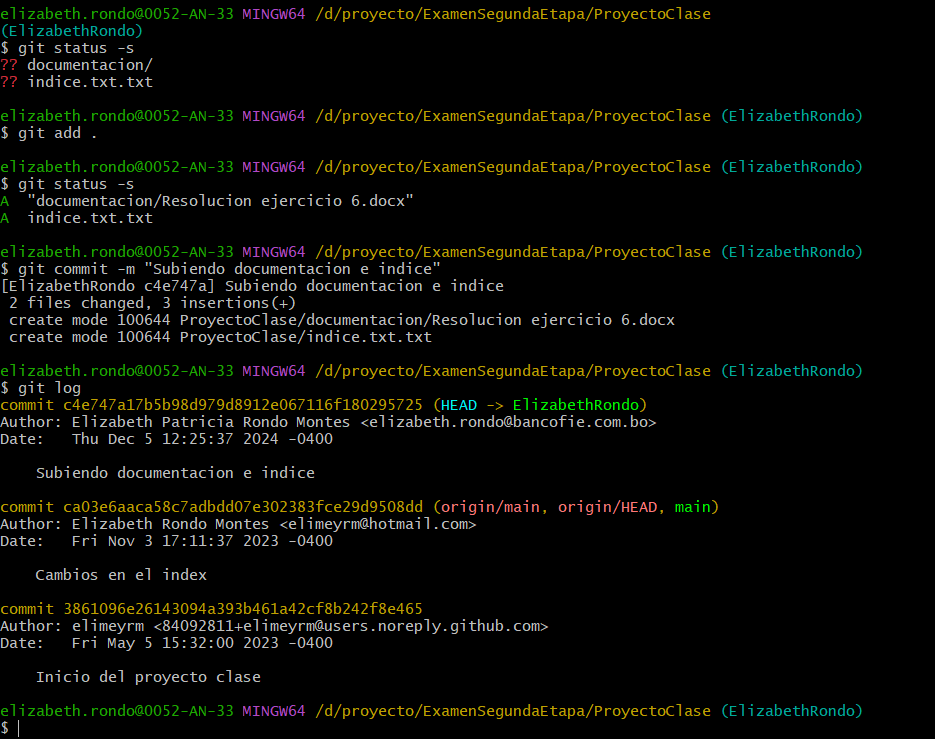 elizabeth.rondo@0052-AN-33 MINGW64 /d/proyecto/ExamenSegundaEtapa/ProyectoClase
(ElizabethRondo)
$ git status -s
?? documentacion/
?? indice.txt.txt

elizabeth.rondo@0052-AN-33 MINGW64 /d/proyecto/ExamenSegundaEtapa/ProyectoClase (ElizabethRondo)
$ git add .

elizabeth.rondo@0052-AN-33 MINGW64 /d/proyecto/ExamenSegundaEtapa/ProyectoClase (ElizabethRondo)
$ git status -s
A  "documentacion/Resolucion ejercicio 6.docx"
A  indice.txt.txt

elizabeth.rondo@0052-AN-33 MINGW64 /d/proyecto/ExamenSegundaEtapa/ProyectoClase (ElizabethRondo)
$ git commit -m "Subiendo documentacion e indice"
[ElizabethRondo c4e747a] Subiendo documentacion e indice
 2 files changed, 3 insertions(+)
 create mode 100644 ProyectoClase/documentacion/Resolucion ejercicio 6.docx
 create mode 100644 ProyectoClase/indice.txt.txt

elizabeth.rondo@0052-AN-33 MINGW64 /d/proyecto/ExamenSegundaEtapa/ProyectoClase (ElizabethRondo)
$ git log
commit c4e747a17b5b98d979d8912e067116f180295725 (HEAD -> ElizabethRondo)
Author: Elizabeth Patricia Rondo Montes <elizabeth.rondo@bancofie.com.bo>
Date:   Thu Dec 5 12:25:37 2024 -0400

    Subiendo documentacion e indice

commit ca03e6aaca58c7adbdd07e302383fce29d9508dd (origin/main, origin/HEAD, main)
Author: Elizabeth Rondo Montes <elimeyrm@hotmail.com>
Date:   Fri Nov 3 17:11:37 2023 -0400

    Cambios en el index

commit 3861096e26143094a393b461a42cf8b242f8e465
Author: elimeyrm <84092811+elimeyrm@users.noreply.github.com>
Date:   Fri May 5 15:32:00 2023 -0400

    Inicio del proyecto clase

elizabeth.rondo@0052-AN-33 MINGW64 /d/proyecto/ExamenSegundaEtapa/ProyectoClase (ElizabethRondo)
$